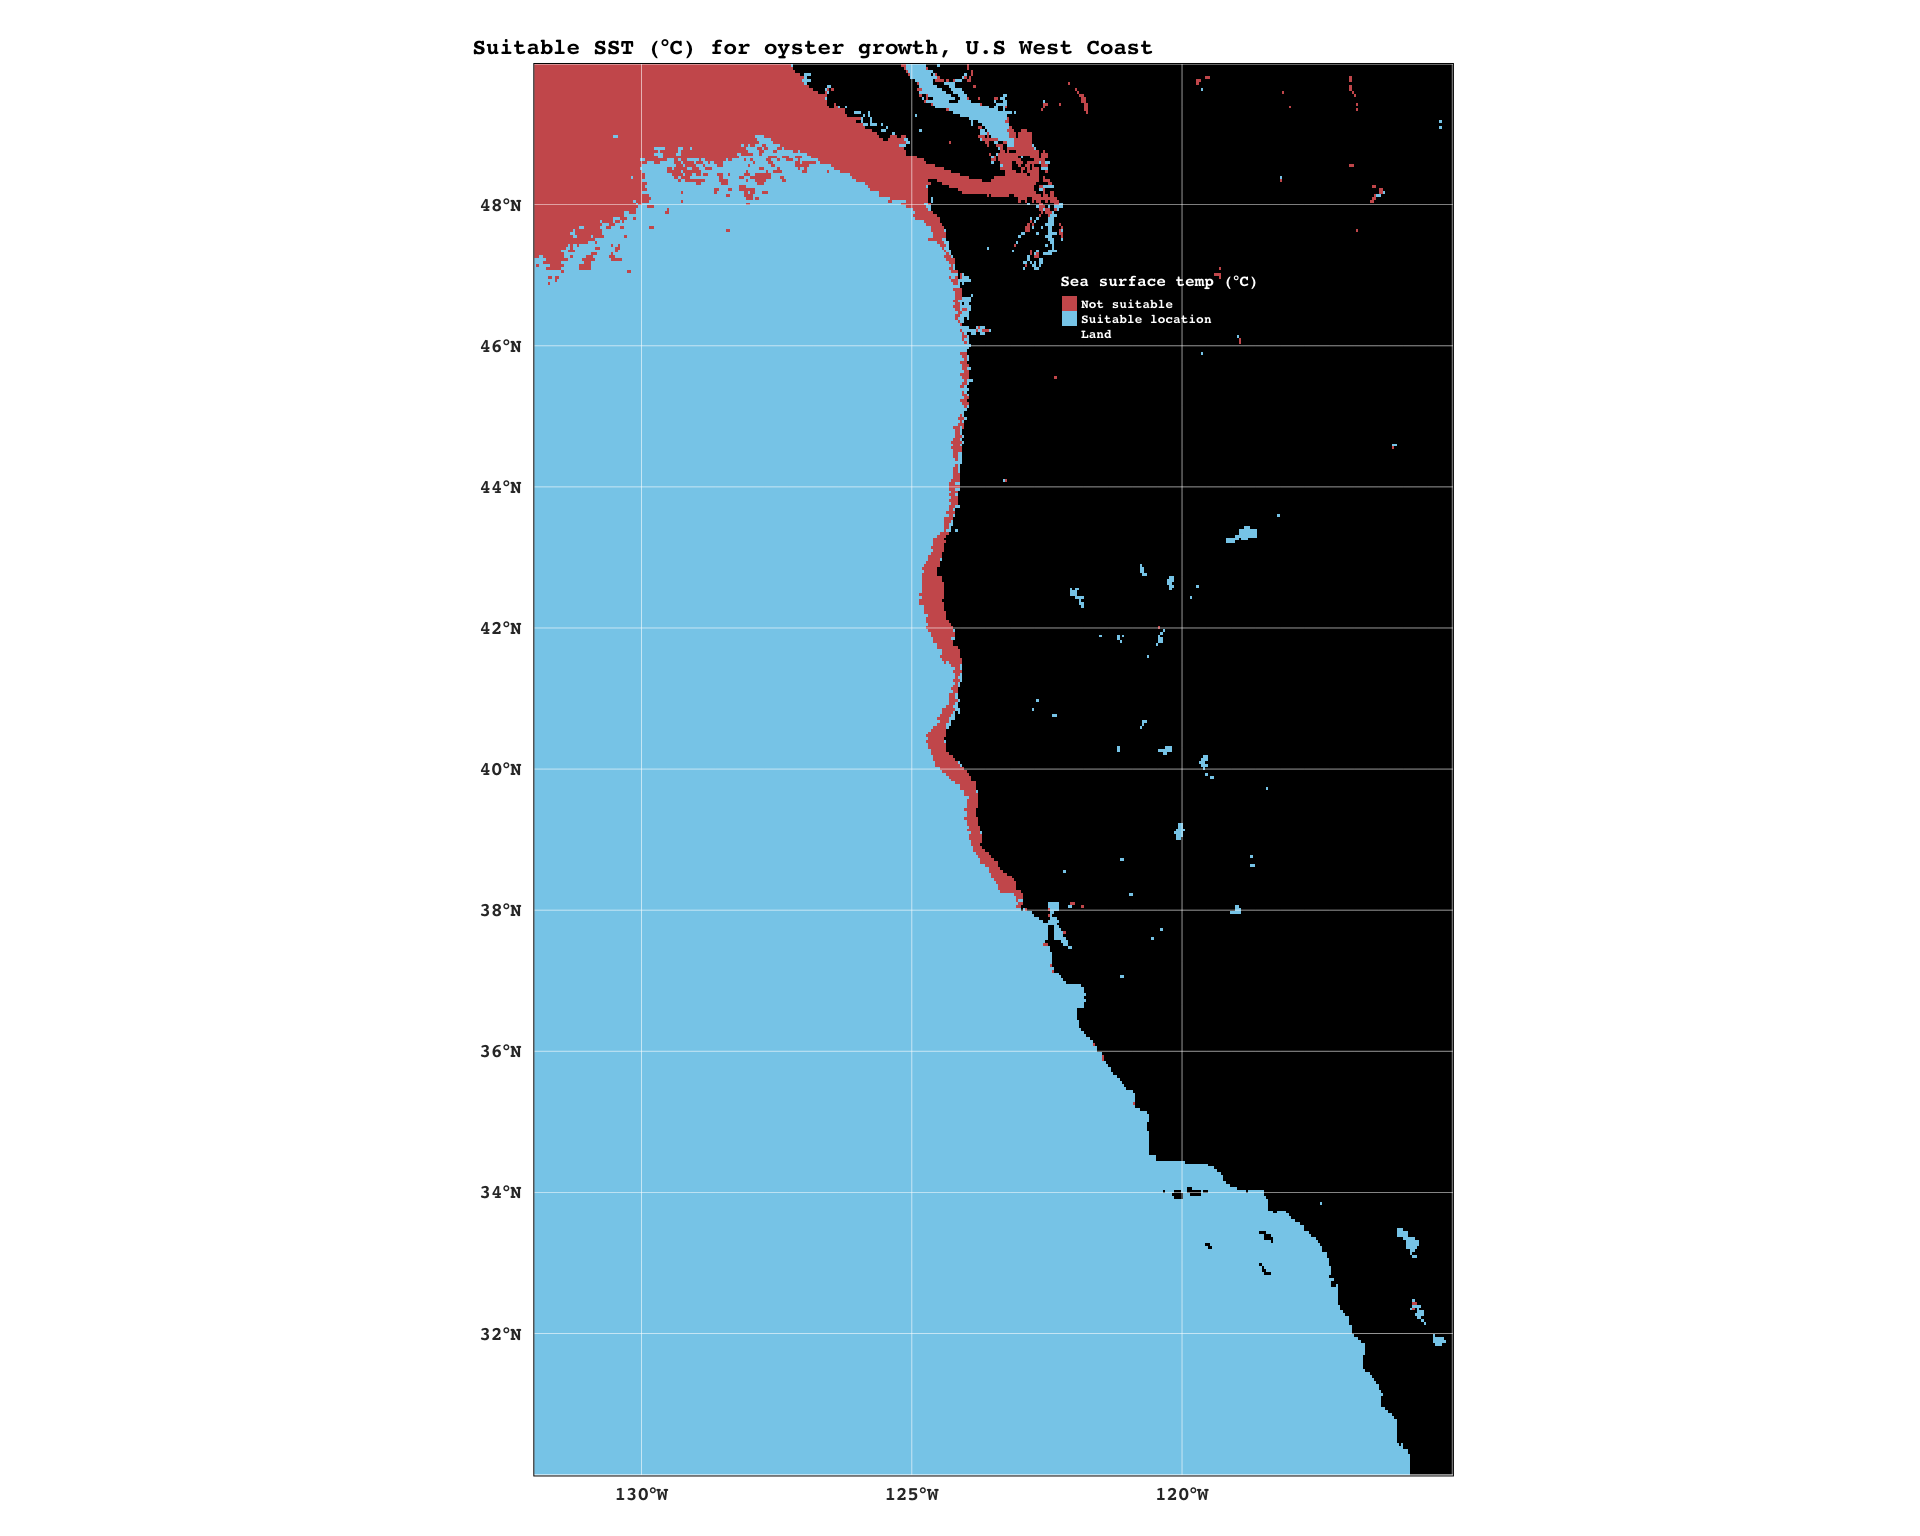 Suitable SST (°C) for oyster growth, U.S West Coast
48°N
Sea surface temp (°C)
Not suitable
Suitable location
Land
46°N
44°N
42°N
40°N
38°N
36°N
34°N
32°N
130°W 125°W 120°W